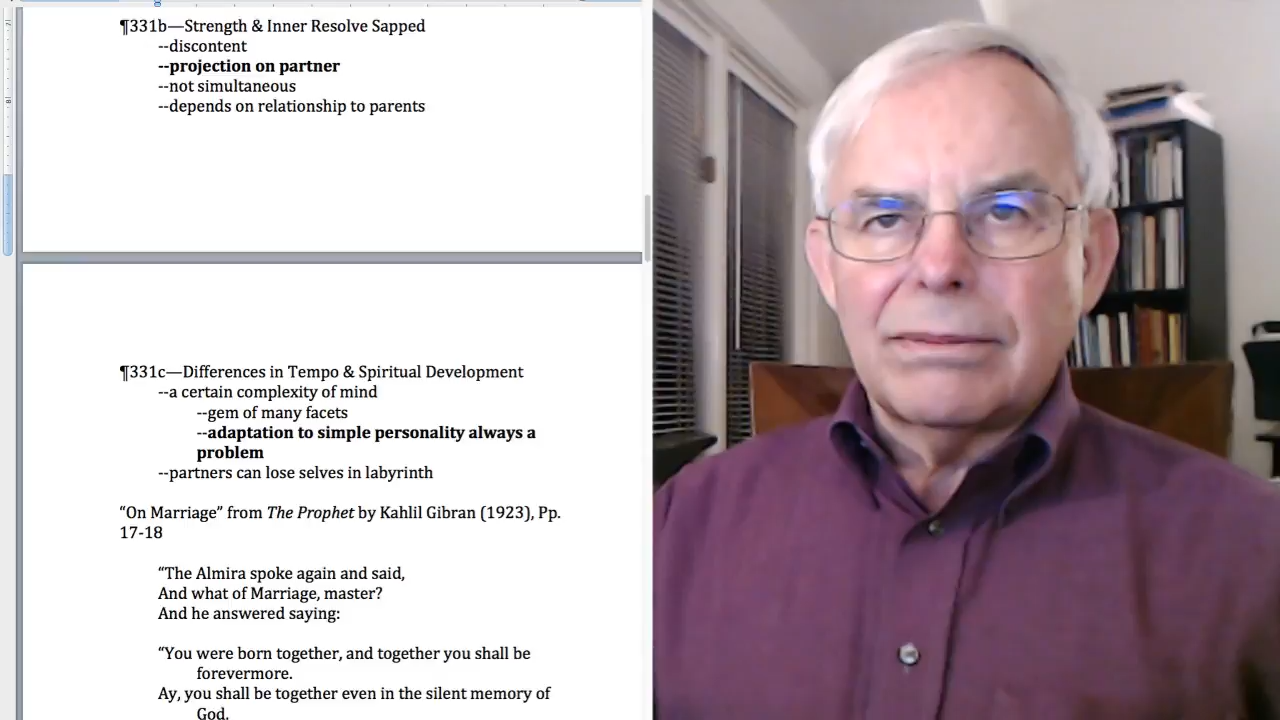 ¶331b—Strength & Inner Resolve Sapped
--discontent
--projection on partner
--not simultaneous
--depends on relationship to parents
¶331c—Differences in Tempo & Spiritual Development
--a certain complexity of mind
--gem of many facets
--adaptation to simple personality always a
problem
--partners can lose selves in labyrinth
“On Marriage” from The Prophet by Kahlil Gibran (1923), Pp.
17-18
“The Almira spoke again and said,
And what of Marriage, master?
And he answered saying:
“You were born together, and together you shall be
forevermore.
Ay, you shall be together even in the silent memory of
God.